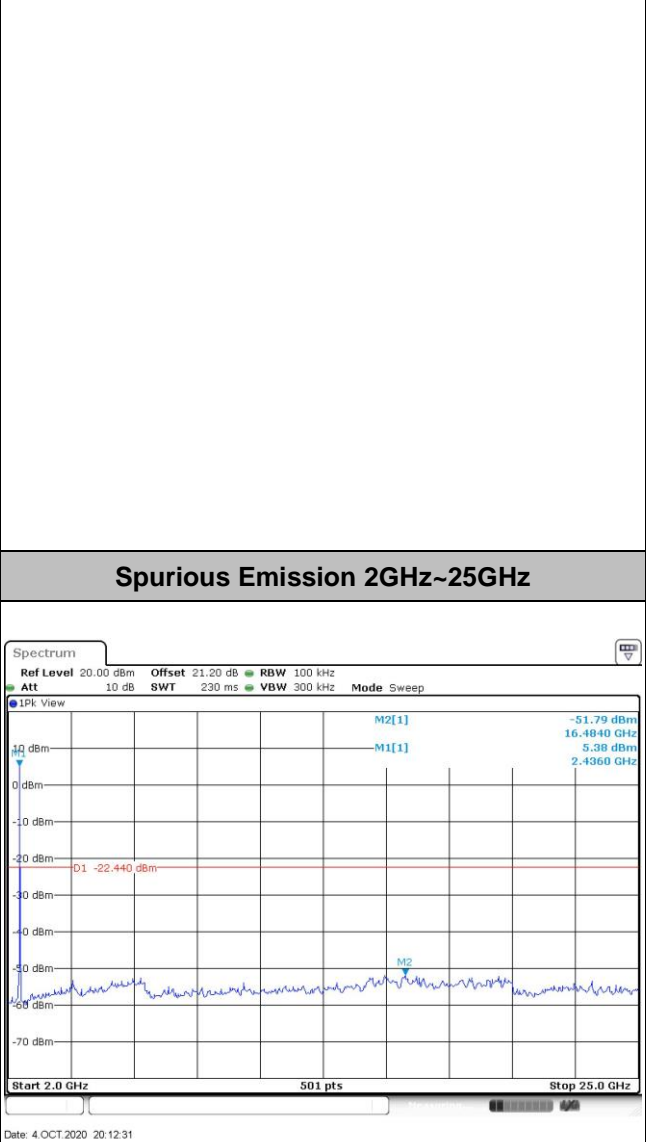 Spurious Emission 2GHz~25GHz
Spectrum
Ref Level 20.00 dBm Offset 21.20 dB RBW 100 kHz
Att 10 dB SWT 230 ms VBW 300 kHz Mode Sweep
1Pk View
M2[1] -51.79 dBm
16.4840 GHz
10 dBm M1[1] 5.38 dBm
M1 2.4360 GHz
0 dBm
-10 dBm
-20 dBm
D1 -22.440 dBm
-30 dBm
-40 dBm
M2
-50 dBm
-60 dBm
-70 dBm
Start 2.0 GHz 501 pts Stop 25.0 GHz
Date: 4.OCT.2020 20:12:31